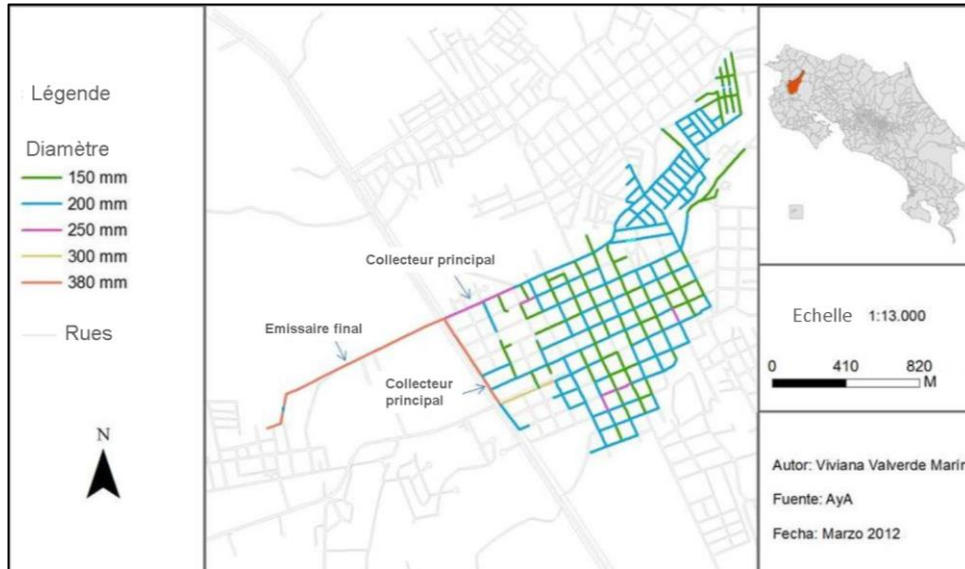 Légende
Diamètre
150 mm
200 mm
250 mm
300 mm
380 mm
Rues
N
Collecteur principal
Emissaire final
Collecteur
principal
Echelle 1:13.000
0 410 820
M
Autor: Viviana Valverde Marín
Fuente: AyA
Fecha: Marzo 2012